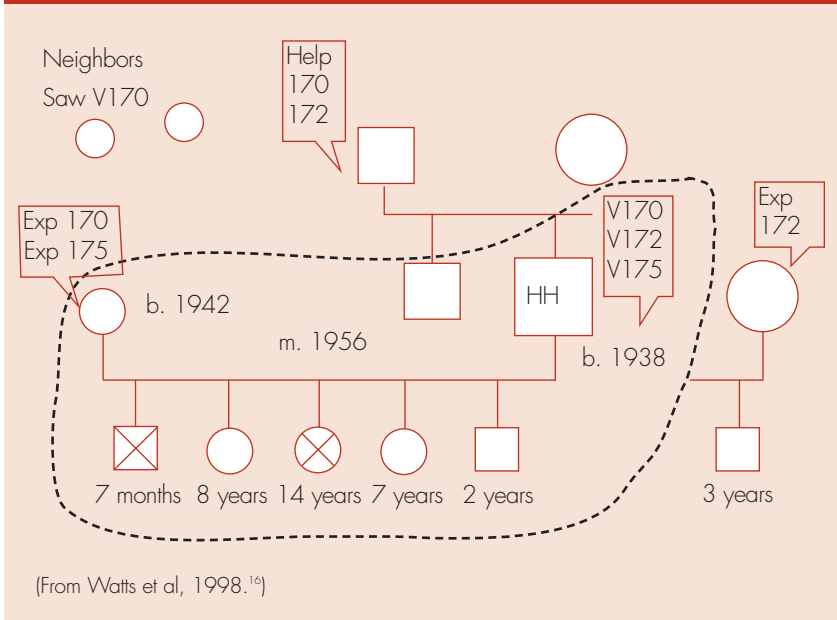 Neighbors
Saw V170
Help
170
172
Exp 170
Exp 175
V170
V172
V175
Exp
172
b. 1942
HH
m. 1956
b. 1938
7 months
8 years
14 years
7 years
2 years
3 years
(From Watts et al, 1998.¹⁶)